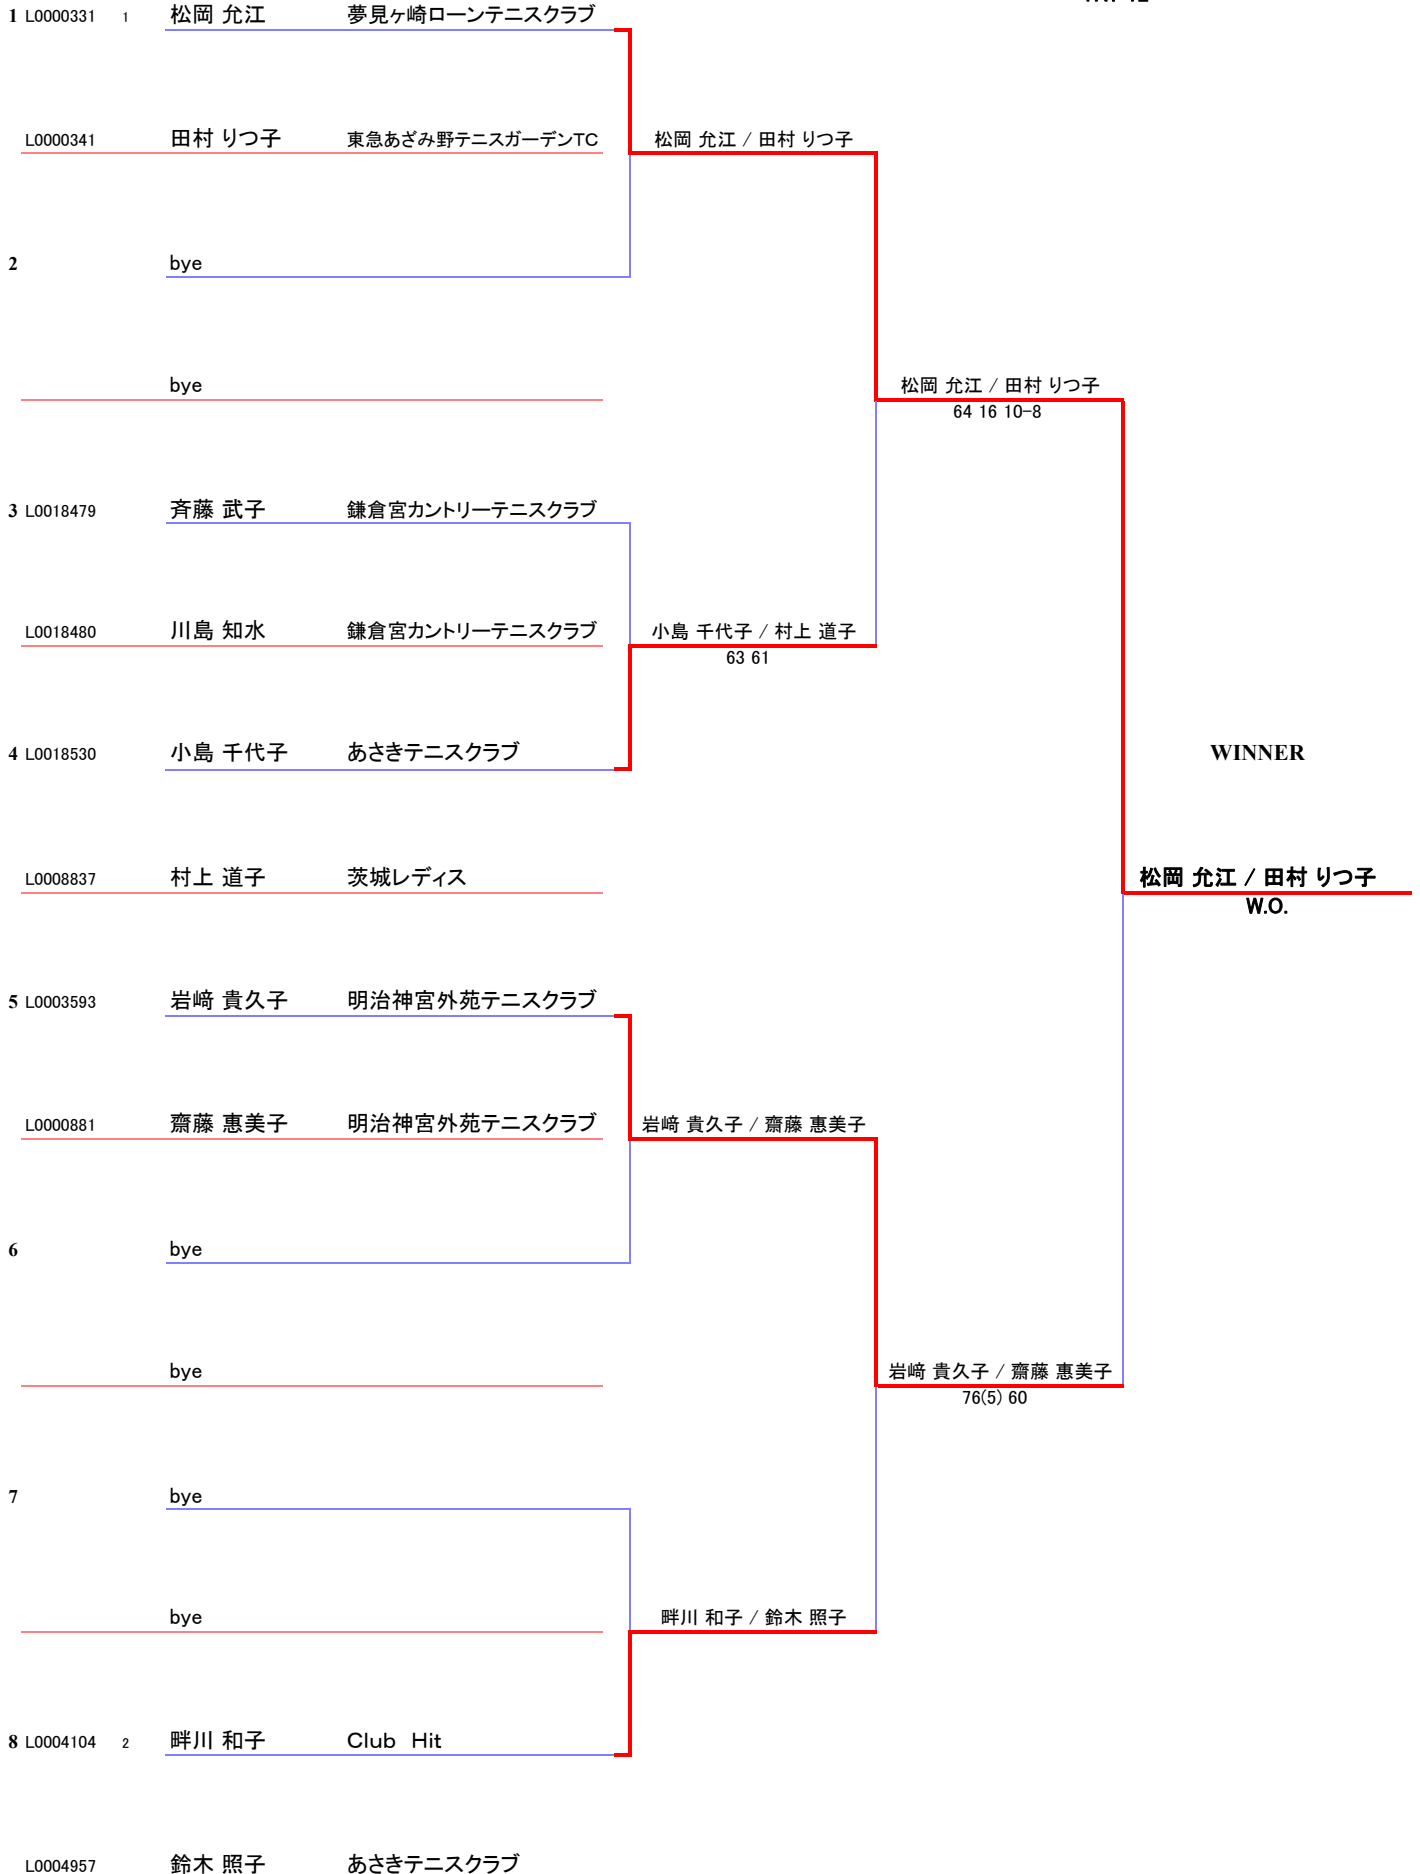 1 L0000331 1 松岡 允江 夢見ヶ崎ローンテニスクラブ
L0000341 田村 りつ子 東急あざみ野テニスガーデンTC 松岡 允江 / 田村 りつ子
2 bye
bye 松岡 允江 / 田村 りつ子
64 16 10-8
3 L0018479 斉藤 武子 鎌倉宮カントリーテニスクラブ
L0018480 川島 知水 鎌倉宮カントリーテニスクラブ 小島 千代子 / 村上 道子
63 61
4 L0018530 小島 千代子 あさきテニスクラブ WINNER
L0008837 村上 道子 茨城レディス 松岡 允江 / 田村 りつ子
W.O.
5 L0003593 岩﨑 貴久子 明治神宮外苑テニスクラブ
L0000881 齋藤 惠美子 明治神宮外苑テニスクラブ 岩﨑 貴久子 / 齋藤 惠美子
6 bye
bye 岩﨑 貴久子 / 齋藤 惠美子
76(5) 60
7 bye
bye 畔川 和子 / 鈴木 照子
8 L0004104 2 畔川 和子 Club Hit
L0004957 鈴木 照子 あさきテニスクラブ